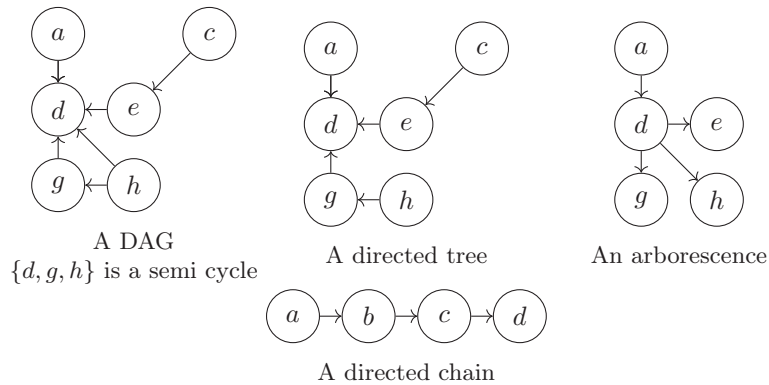 a
c
d
e
g
h
A DAG
{d, g, h} is a semi cycle
a
c
d
e
g
h
A directed tree
a
d
e
g
h
An arborescence
a b c d
A directed chain